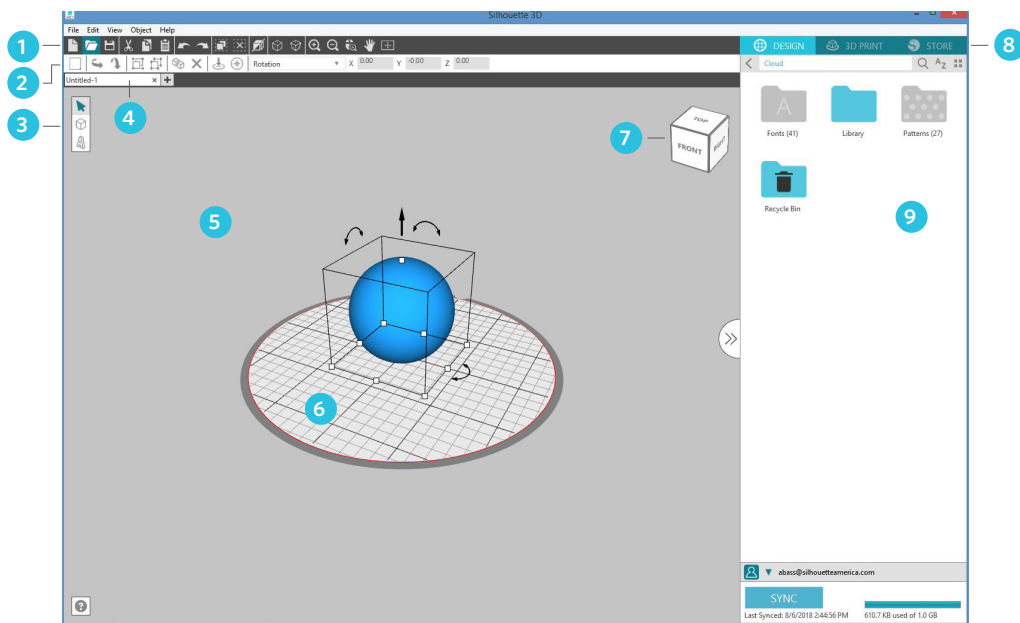 Silhouette 3D
File Edit View Object Help
1
8
DESIGN 3D PRINT STORE
2
Rotation X 0.00 Y -0.00 Z 0.00
Cloud
AZ
Untitled-1
4
3
7
TOP
FRONT
RIGHT
A
Fonts (41) Library Patterns (27)
5
9
Recycle Bin
6
abass@silhouetteamerica.com
SYNC
?
Last Synced: 8/6/2018 2:44:56 PM 610.7 KB used of 1.0 GB